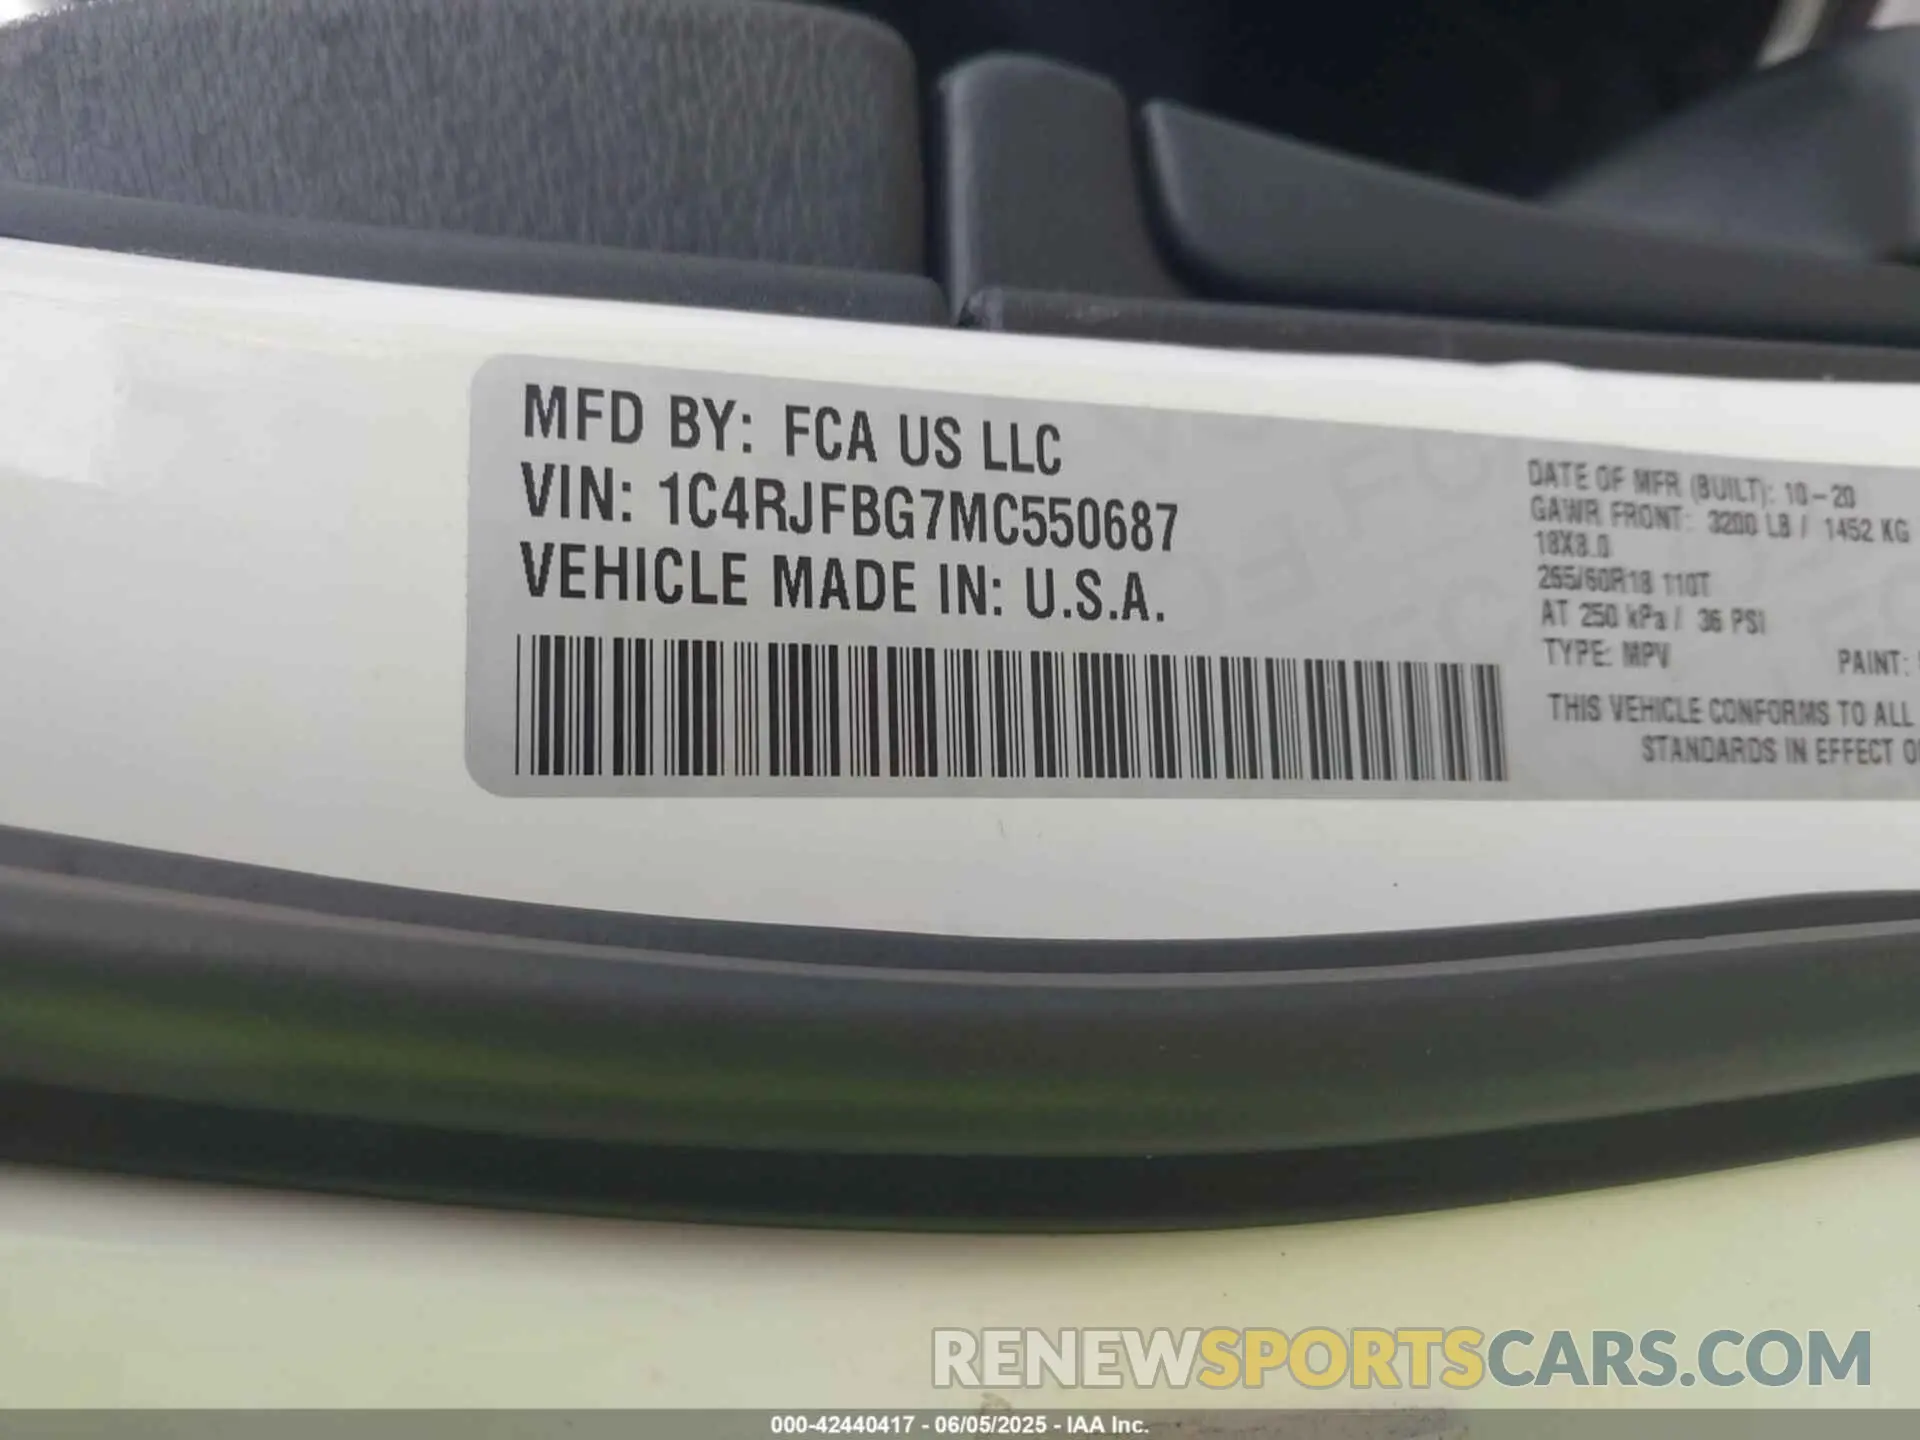 MFD BY: FCA US LLC
VIN: 1C4RJFBG7MC550687
VEHICLE MADE IN: U.S.A.
DATE OF MFR (BUILT): 10-20
GAWR FRONT: 3200 LB / 1452 KG
18X8.0
265/60R18 110T
AT 250 kPa / 36 PSI
TYPE: MPV PAINT:
THIS VEHICLE CONFORMS TO ALL
STANDARDS IN EFFECT
RENEWSPORTSCARS.COM
000-42440417 - 06/05/2025 - IAA Inc.